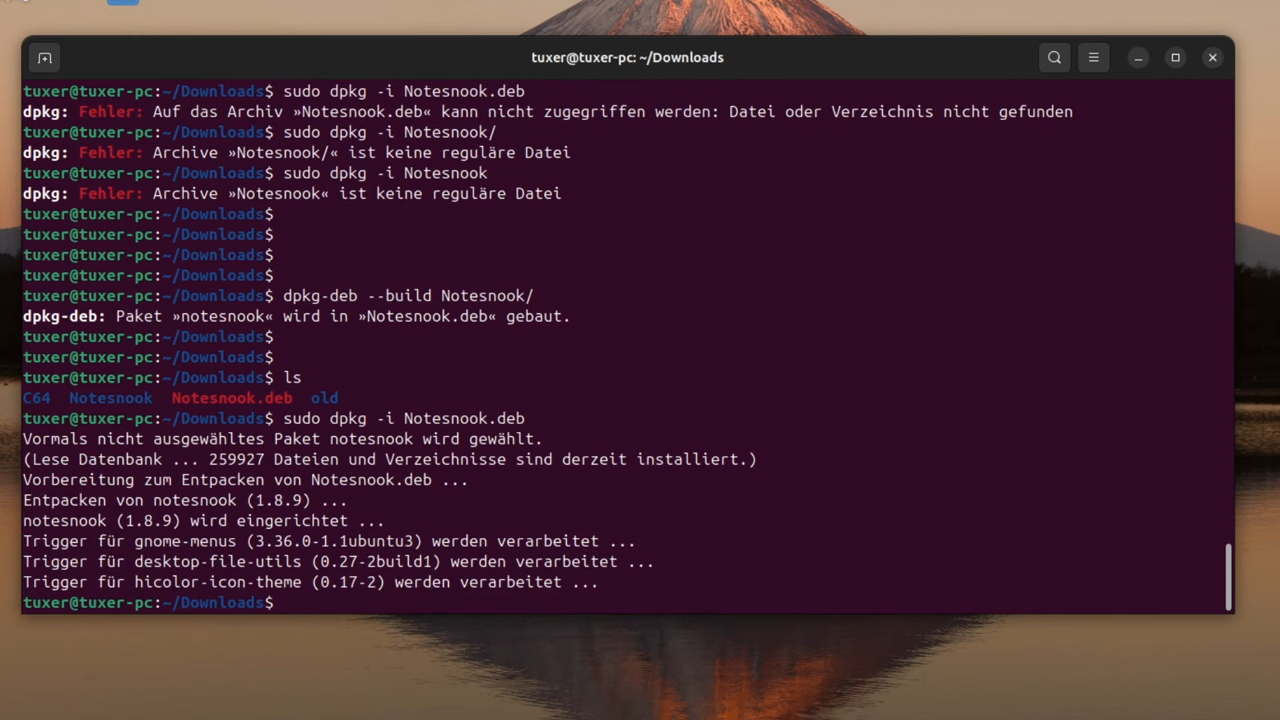 tuxer@tuxer-pc: ~/Downloads
tuxer@tuxer-pc:~/Downloads$ sudo dpkg -i Notesnook.deb
dpkg: Fehler: Auf das Archiv »Notesnook.deb« kann nicht zugegriffen werden: Datei oder Verzeichnis nicht gefunden
tuxer@tuxer-pc:~/Downloads$ sudo dpkg -i Notesnook/
dpkg: Fehler: Archive »Notesnook/« ist keine reguläre Datei
tuxer@tuxer-pc:~/Downloads$ sudo dpkg -i Notesnook
dpkg: Fehler: Archive »Notesnook« ist keine reguläre Datei
tuxer@tuxer-pc:~/Downloads$
tuxer@tuxer-pc:~/Downloads$
tuxer@tuxer-pc:~/Downloads$
tuxer@tuxer-pc:~/Downloads$
tuxer@tuxer-pc:~/Downloads$ dpkg-deb --build Notesnook/
dpkg-deb: Paket »notesnook« wird in »Notesnook.deb« gebaut.
tuxer@tuxer-pc:~/Downloads$
tuxer@tuxer-pc:~/Downloads$
tuxer@tuxer-pc:~/Downloads$ ls
C64 Notesnook Notesnook.deb old
tuxer@tuxer-pc:~/Downloads$ sudo dpkg -i Notesnook.deb
Vormals nicht ausgewähltes Paket notesnook wird gewählt.
(Lese Datenbank ... 259927 Dateien und Verzeichnisse sind derzeit installiert.)
Vorbereitung zum Entpacken von Notesnook.deb ...
Entpacken von notesnook (1.8.9) ...
notesnook (1.8.9) wird eingerichtet ...
Trigger für gnome-menus (3.36.0-1.1ubuntu3) werden verarbeitet ...
Trigger für desktop-file-utils (0.27-2build1) werden verarbeitet ...
Trigger für hicolor-icon-theme (0.17-2) werden verarbeitet ...
tuxer@tuxer-pc:~/Downloads$